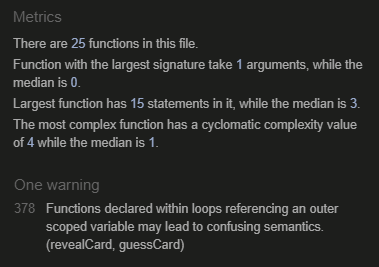 Metrics
There are 25 functions in this file.
Function with the largest signature take 1 arguments, while the
median is 0.
Largest function has 15 statements in it, while the median is 3.
The most complex function has a cyclomatic complexity value
of 4 while the median is 1.
One warning
378 Functions declared within loops referencing an outer
scoped variable may lead to confusing semantics.
(revealCard, guessCard)